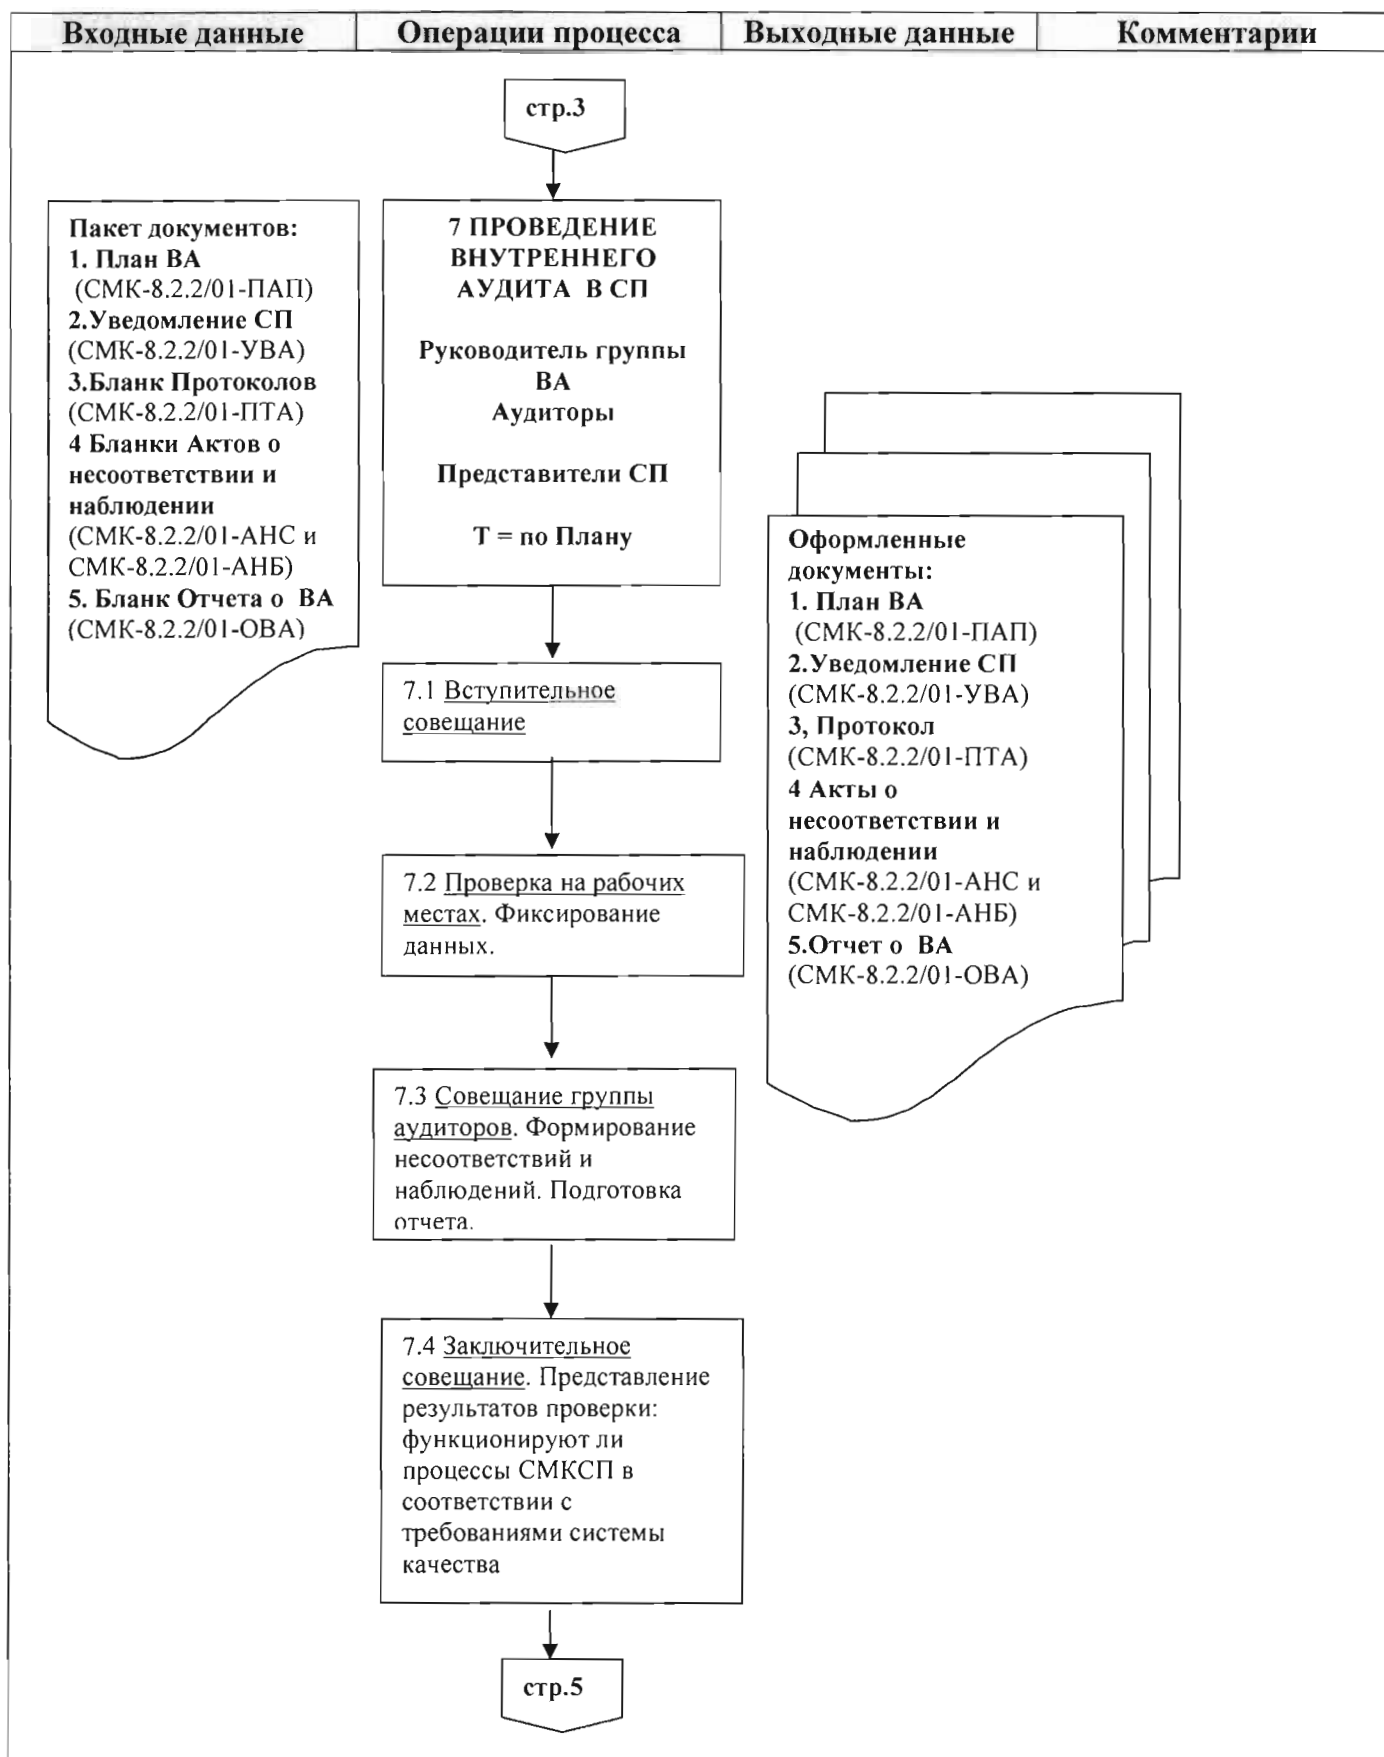 Входные данные
Операции процесса
Выходные данные
Комментарии
стр.3
Пакет документов:
1. План ВА
(СМК-8.2.2/01-ПАП)
2.Уведомление СП
(СМК-8.2.2/01-УВА)
3.Бланк Протоколов
(СМК-8.2.2/01-ПТА)
4 Бланки Актов о
несоответствии и
наблюдении
(СМК-8.2.2/01-АНС и
СМК-8.2.2/01-АНБ)
5. Бланк Отчета о ВА
(СМК-8.2.2/01-ОВА)
7 ПРОВЕДЕНИЕ
ВНУТРЕННЕГО
АУДИТА В СП
Руководитель группы
ВА
Аудиторы
Представители СП
Т = по Плану
7.1 Вступительное
совещание
7.2 Проверка на рабочих
местах. Фиксирование
данных.
7.3 Совещание группы
аудиторов. Формирование
несоответствий и
наблюдений. Подготовка
отчета.
7.4 Заключительное
совещание. Представление
результатов проверки:
функционируют ли
процессы СМКСП в
соответствии с
требованиями системы
качества
Оформленные
документы:
1. План ВА
(СМК-8.2.2/01-ПАП)
2.Уведомление СП
(СМК-8.2.2/01-УВА)
3, Протокол
(СМК-8.2.2/01-ПТА)
4 Акты о
несоответствии и
наблюдении
(СМК-8.2.2/01-АНС и
СМК-8.2.2/01-АНБ)
5.Отчет о ВА
(СМК-8.2.2/01-ОВА)
стр.5